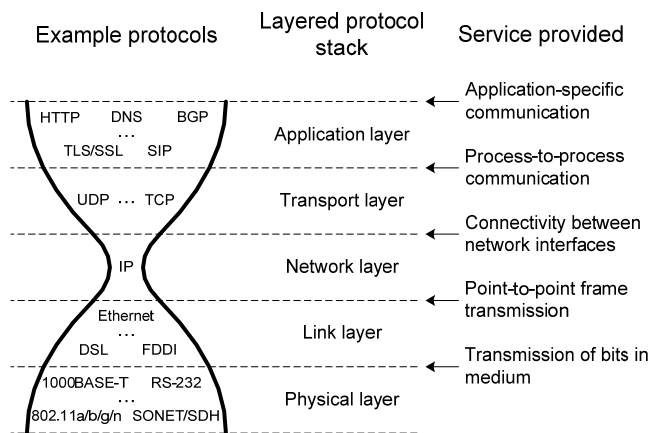 Example protocols
Layered protocol
stack
Service provided
HTTP DNS BGP
...
TLS/SSL SIP
Application layer
Application-specific
communication
UDP ... TCP
Transport layer
Process-to-process
communication
IP
Network layer
Connectivity between
network interfaces
Ethernet
...
DSL FDDI
Link layer
Point-to-point frame
transmission
1000BASE-T RS-232
...
802.11a/b/g/n SONET/SDH
Physical layer
Transmission of bits in
medium